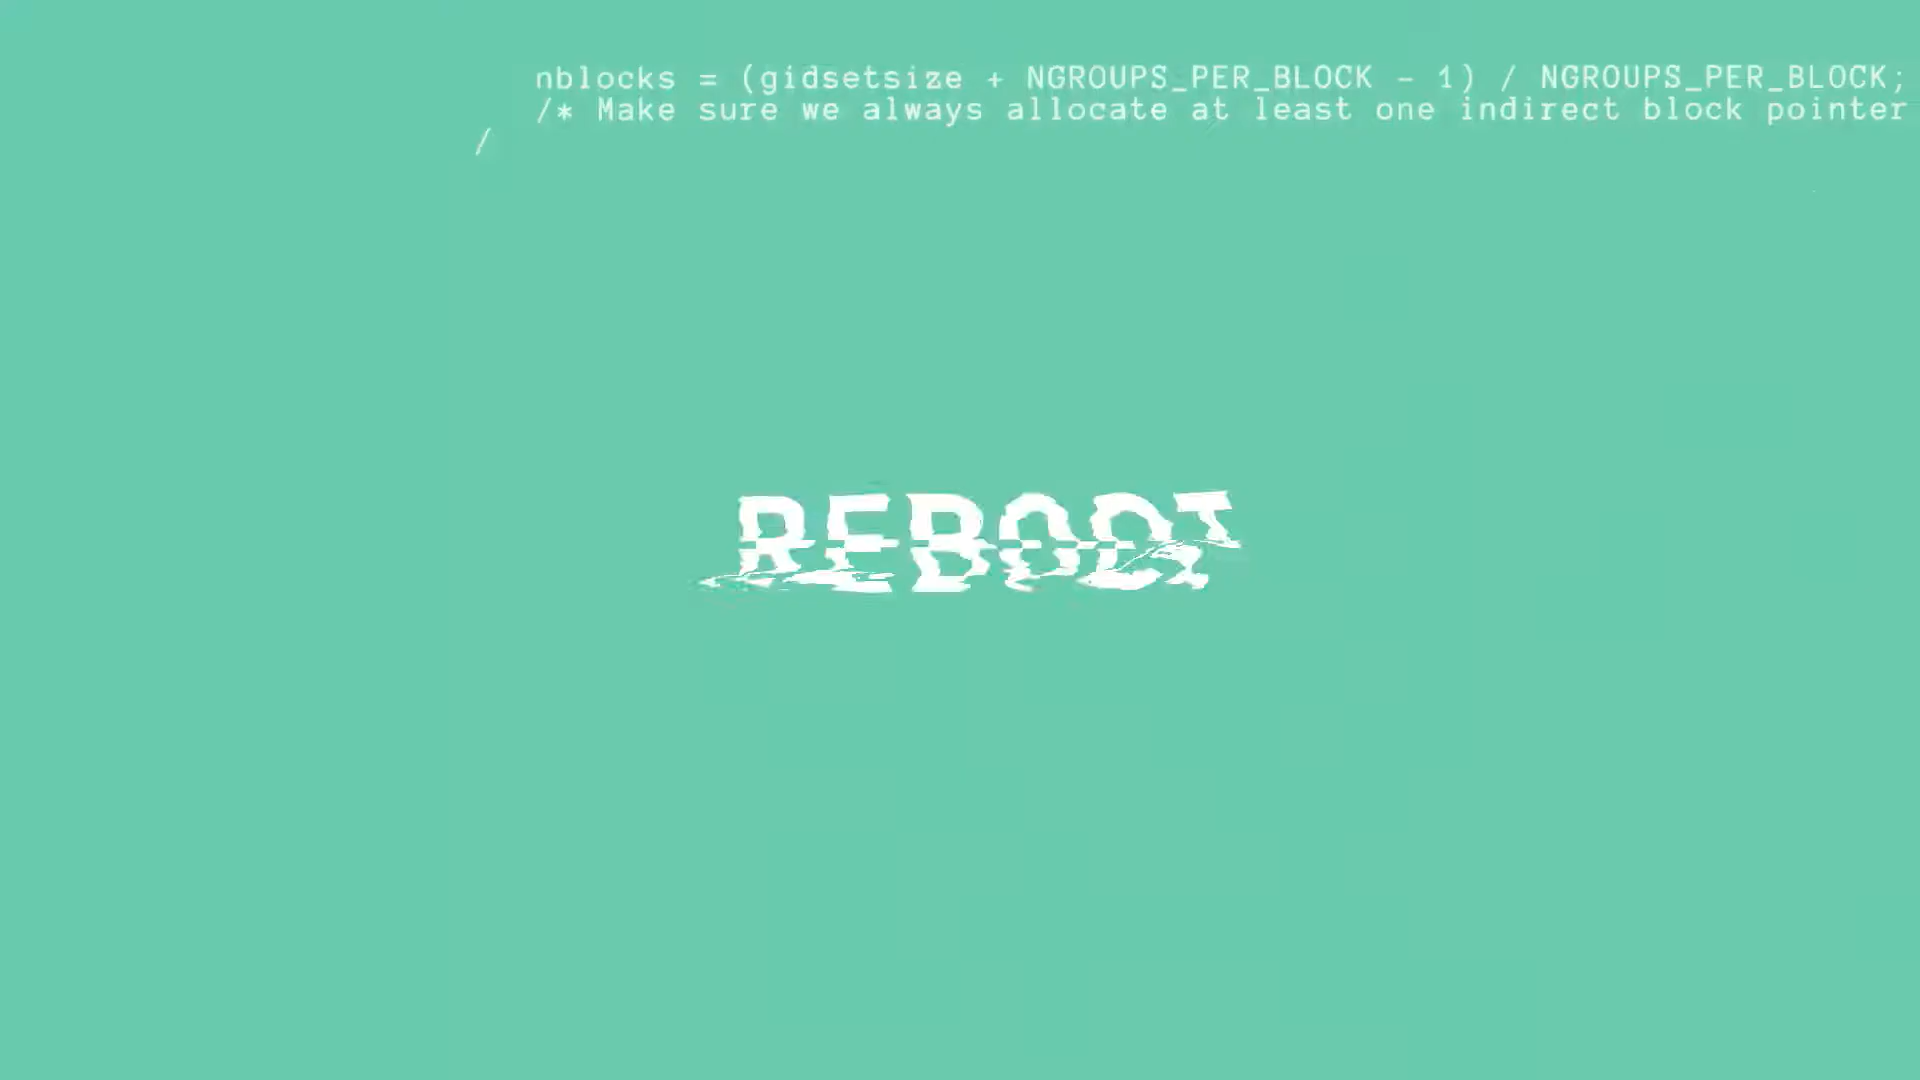 nblocks = (gidsetsize + NGROUPS_PER_BLOCK - 1) / NGROUPS_PER_BLOCK;
/* Make sure we always allocate at least one indirect block pointer
/
REBOOT